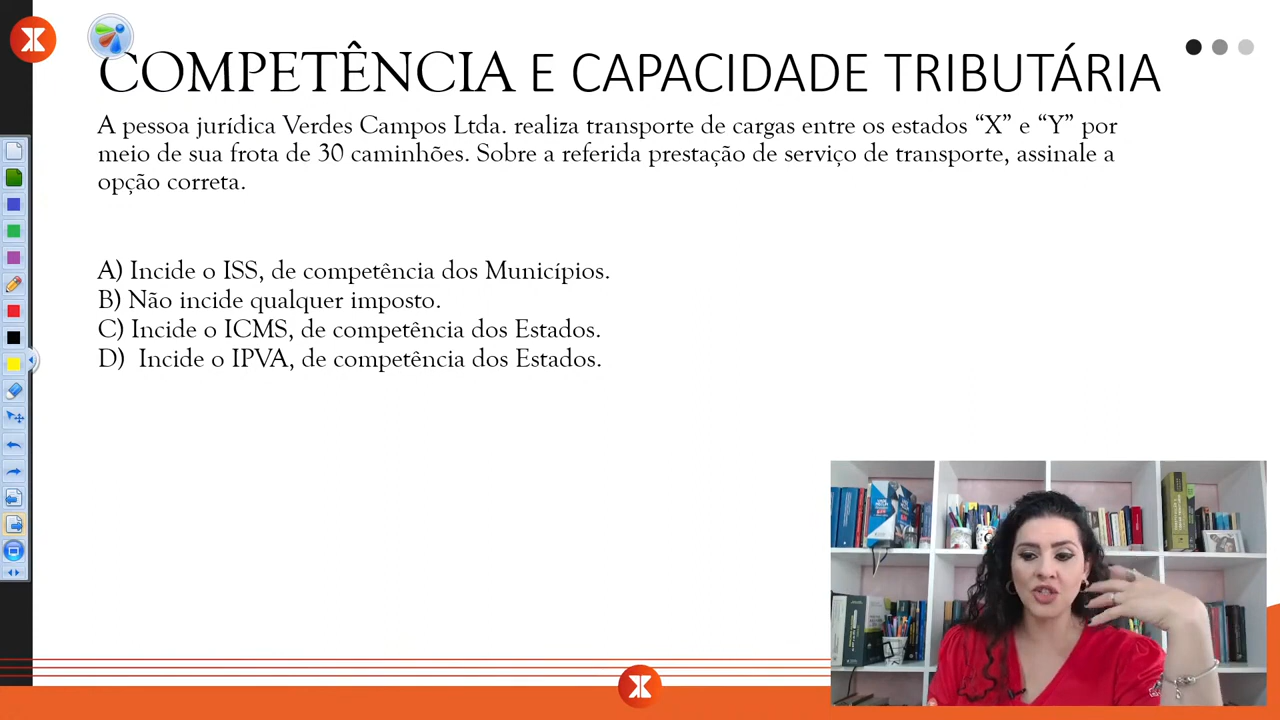 COMPETÊNCIA E CAPACIDADE TRIBUTÁRIA
A pessoa jurídica Verdes Campos Ltda. realiza transporte de cargas entre os estados “X” e “Y” por
meio de sua frota de 30 caminhões. Sobre a referida prestação de serviço de transporte, assinale a
opção correta.
A) Incide o ISS, de competência dos Municípios.
B) Não incide qualquer imposto.
C) Incide o ICMS, de competência dos Estados.
D) Incide o IPVA, de competência dos Estados.